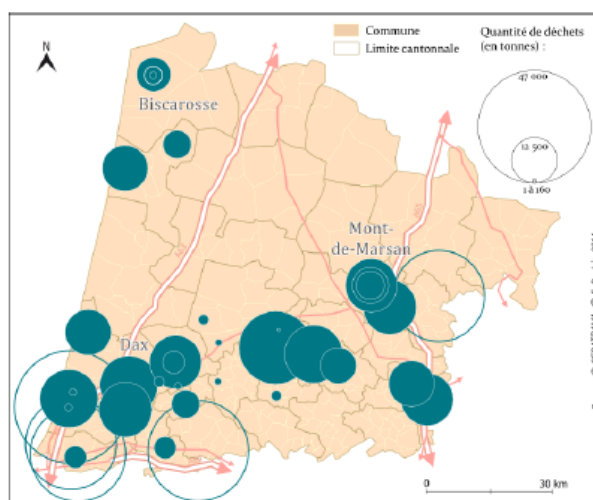 N
Commune
Limite cantonnale
Quantité de déchets
(en tonnes) :
47 000
12 500
1 à 160
Biscarosse
Mont-
de-Marsan
Dax
0
30 km